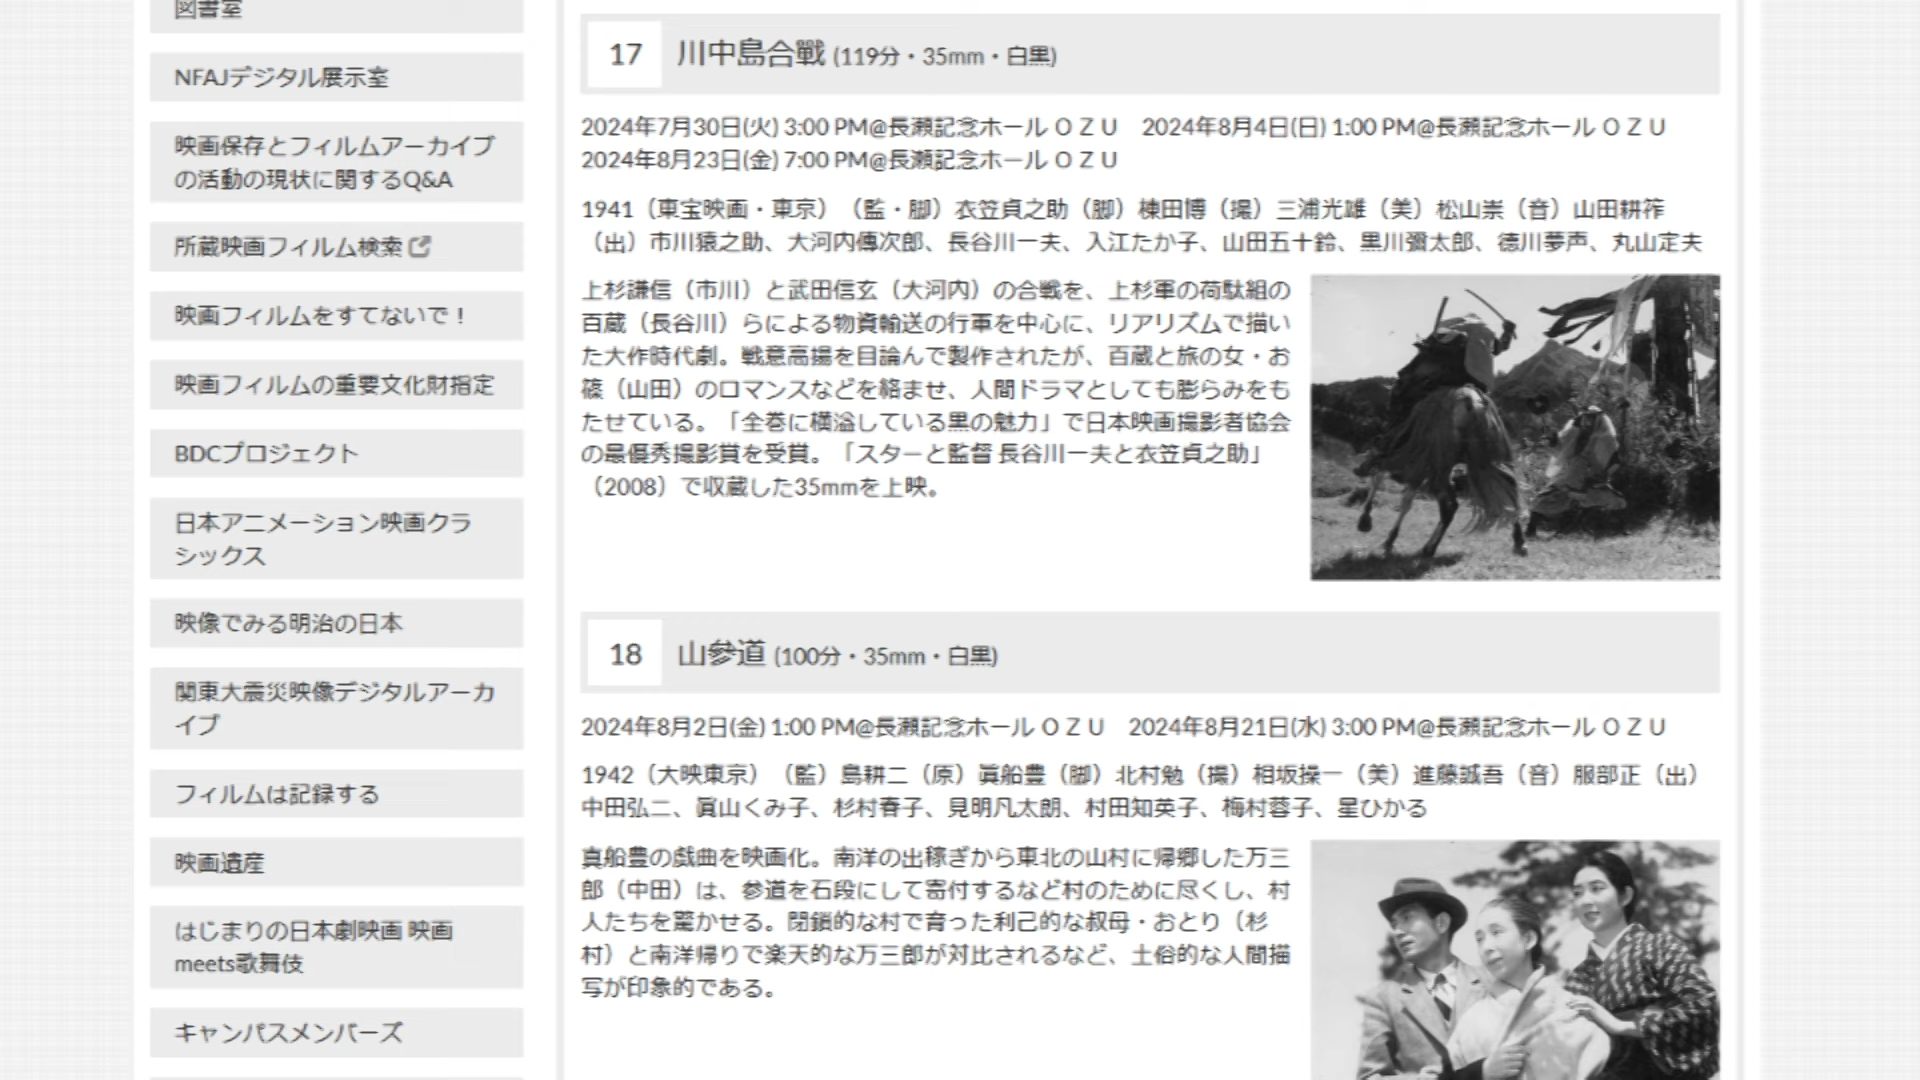 図書室
NFAJデジタル展示室
映画保存とフィルムアーカイブ
の活動の現状に関するQ&A
所蔵映画フィルム検索
映画フィルムをすてないで！
映画フィルムの重要文化財指定
BDCプロジェクト
日本アニメーション映画クラ
シックス
映像でみる明治の日本
関東大震災映像デジタルアーカ
イブ
フィルムは記録する
映画遺産
はじまりの日本劇映画 映画
meets歌舞伎
キャンパスメンバーズ
17 川中島合戰 (119分・35mm・白黒)
2024年7月30日(火) 3:00 PM@長瀬記念ホール ＯＺＵ　2024年8月4日(日) 1:00 PM@長瀬記念ホール ＯＺＵ
2024年8月23日(金) 7:00 PM@長瀬記念ホール ＯＺＵ
1941（東宝映画・東京）（監・脚）衣笠貞之助（脚）棟田博（撮）三浦光雄（美）松山崇（音）山田耕筰
（出）市川猿之助、大河内傳次郎、長谷川一夫、入江たか子、山田五十鈴、黒川彌太郎、徳川夢声、丸山定夫
上杉謙信（市川）と武田信玄（大河内）の合戦を、上杉軍の荷駄組の
百蔵（長谷川）らによる物資輸送の行軍を中心に、リアリズムで描い
た大作時代劇。戦意高揚を目論んで製作されたが、百蔵と旅の女・お
篠（山田）のロマンスなどを絡ませ、人間ドラマとしても膨らみをも
たせている。「全巻に横溢している黒の魅力」で日本映画撮影者協会
の最優秀撮影賞を受賞。「スターと監督 長谷川一夫と衣笠貞之助」
（2008）で収蔵した35mmを上映。
18 山參道 (100分・35mm・白黒)
2024年8月2日(金) 1:00 PM@長瀬記念ホール ＯＺＵ　2024年8月21日(水) 3:00 PM@長瀬記念ホール ＯＺＵ
1942（大映東京）（監）島耕二（原）眞船豊（脚）北村勉（撮）相坂操一（美）進藤誠吾（音）服部正（出）
中田弘二、眞山くみ子、杉村春子、見明凡太朗、村田知英子、梅村蓉子、星ひかる
真船豊の戯曲を映画化。南洋の出稼ぎから東北の山村に帰郷した万三
郎（中田）は、参道を石段にして寄付するなど村のために尽くし、村
人たちを驚かせる。閉鎖的な村で育った利己的な叔母・おとり（杉
村）と南洋帰りで楽天的な万三郎が対比されるなど、土俗的な人間描
写が印象的である。